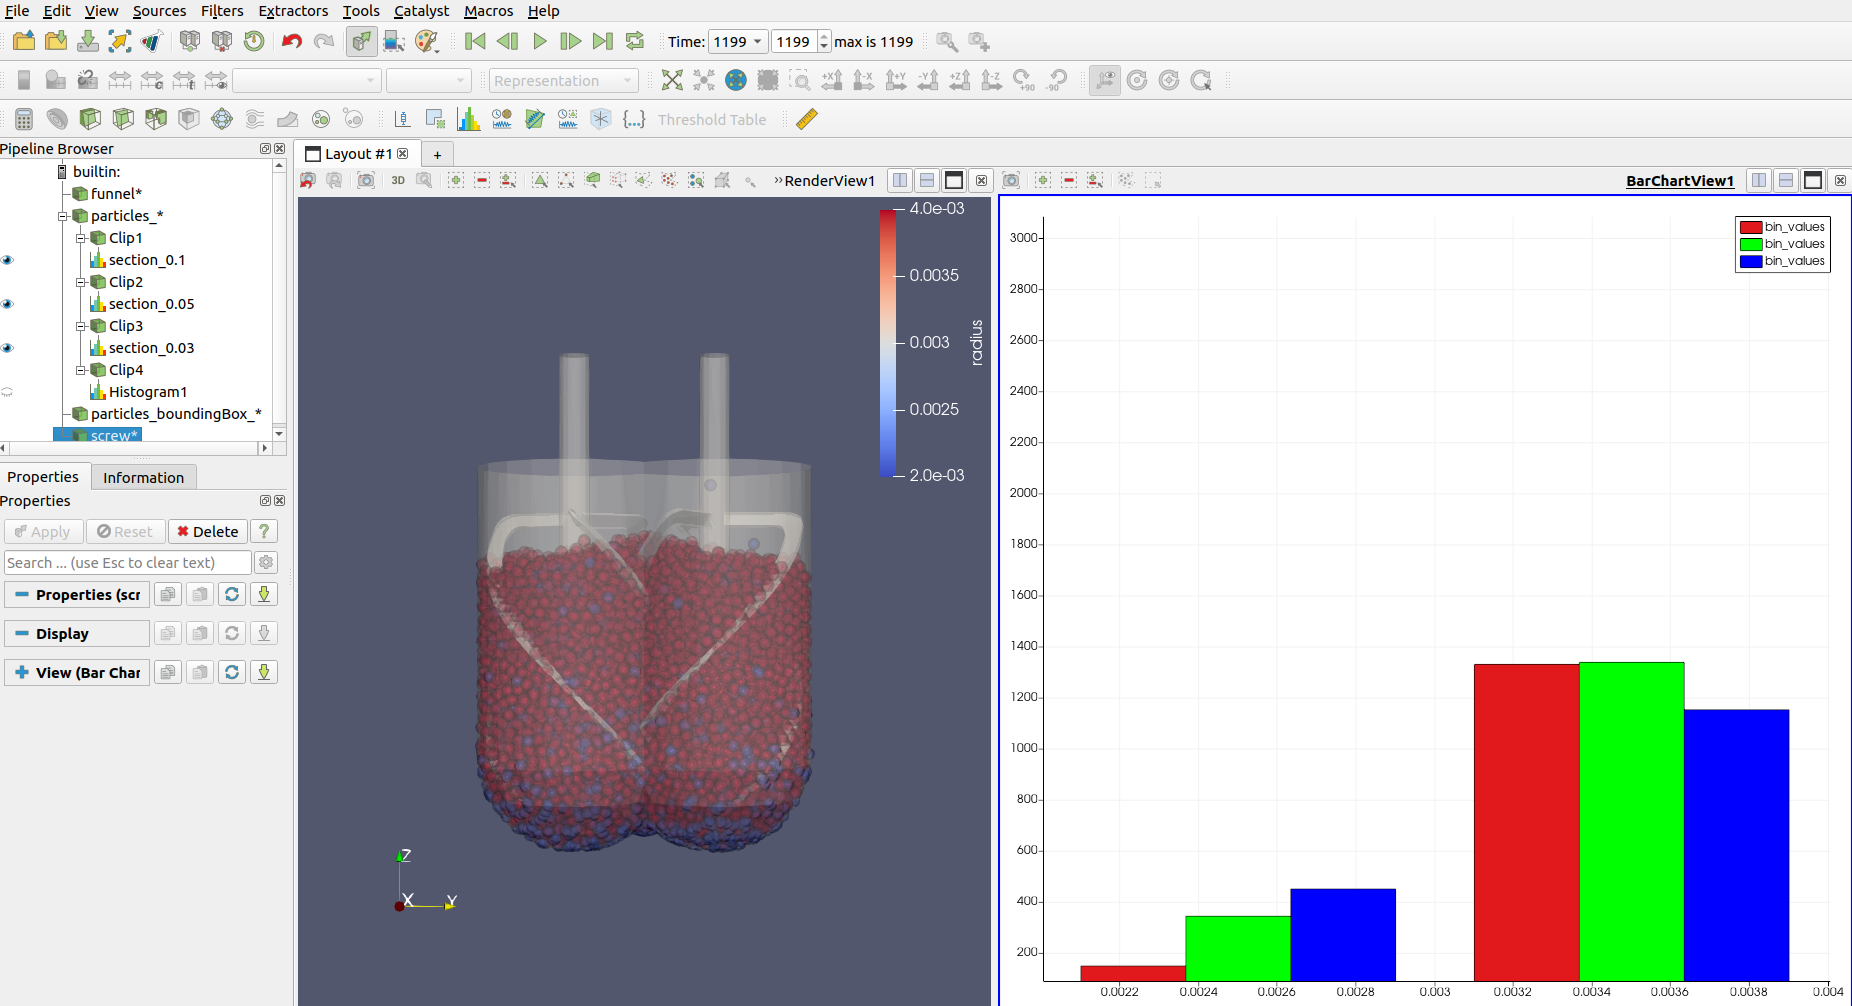 File Edit View Sources Filters Extractors Tools Catalyst Macros Help
Time: 1199 1199 max is 1199
Representation +X -X +Y -Y +Z -Z +90 -90
Threshold Table
Pipeline Browser
builtin:
funnel*
particles_*
Clip1
section_0.1
Clip2
section_0.05
Clip3
section_0.03
Clip4
Histogram1
particles_boundingBox_*
screw*
Properties Information
Properties
Apply Reset Delete ?
Search ... (use Esc to clear text)
Properties (scr
Display
View (Bar Char
Layout #1 +
3D RenderView1
4.0e-03
0.0035
0.003
0.0025
2.0e-03
radius
Z
X Y
BarChartView1
bin_values
bin_values
bin_values
3000
2800
2600
2400
2200
2000
1800
1600
1400
1200
1000
800
600
400
200
0.0022 0.0024 0.0026 0.0028 0.003 0.0032 0.0034 0.0036 0.0038 0.004